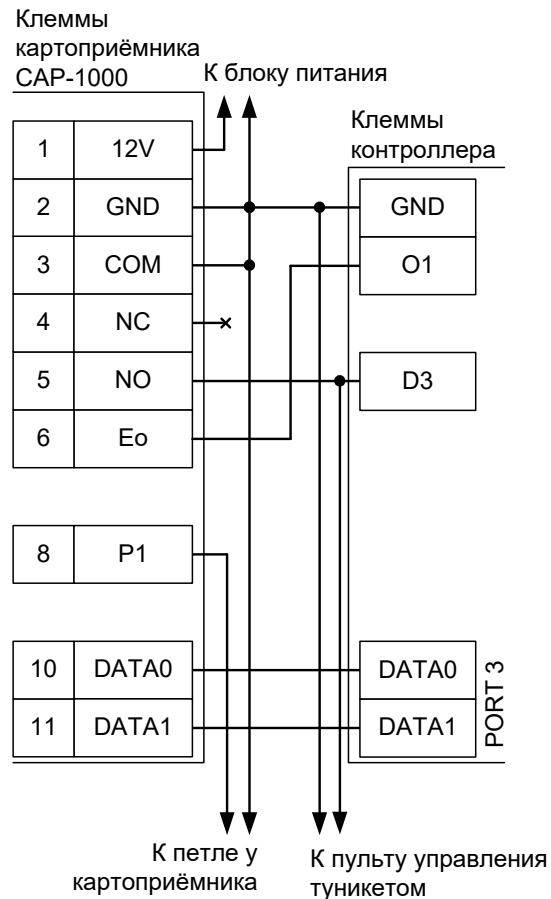 Клеммы
картоприёмника
CAP-1000
К блоку питания
Клеммы
контроллера
1 12V
2 GND
3 COM
4 NC
5 NO
6 Eo
8 P1
10 DATA0
11 DATA1
GND
O1
D3
DATA0
DATA1
PORT 3
К петле у
картоприёмника
К пульту управления
туникетом